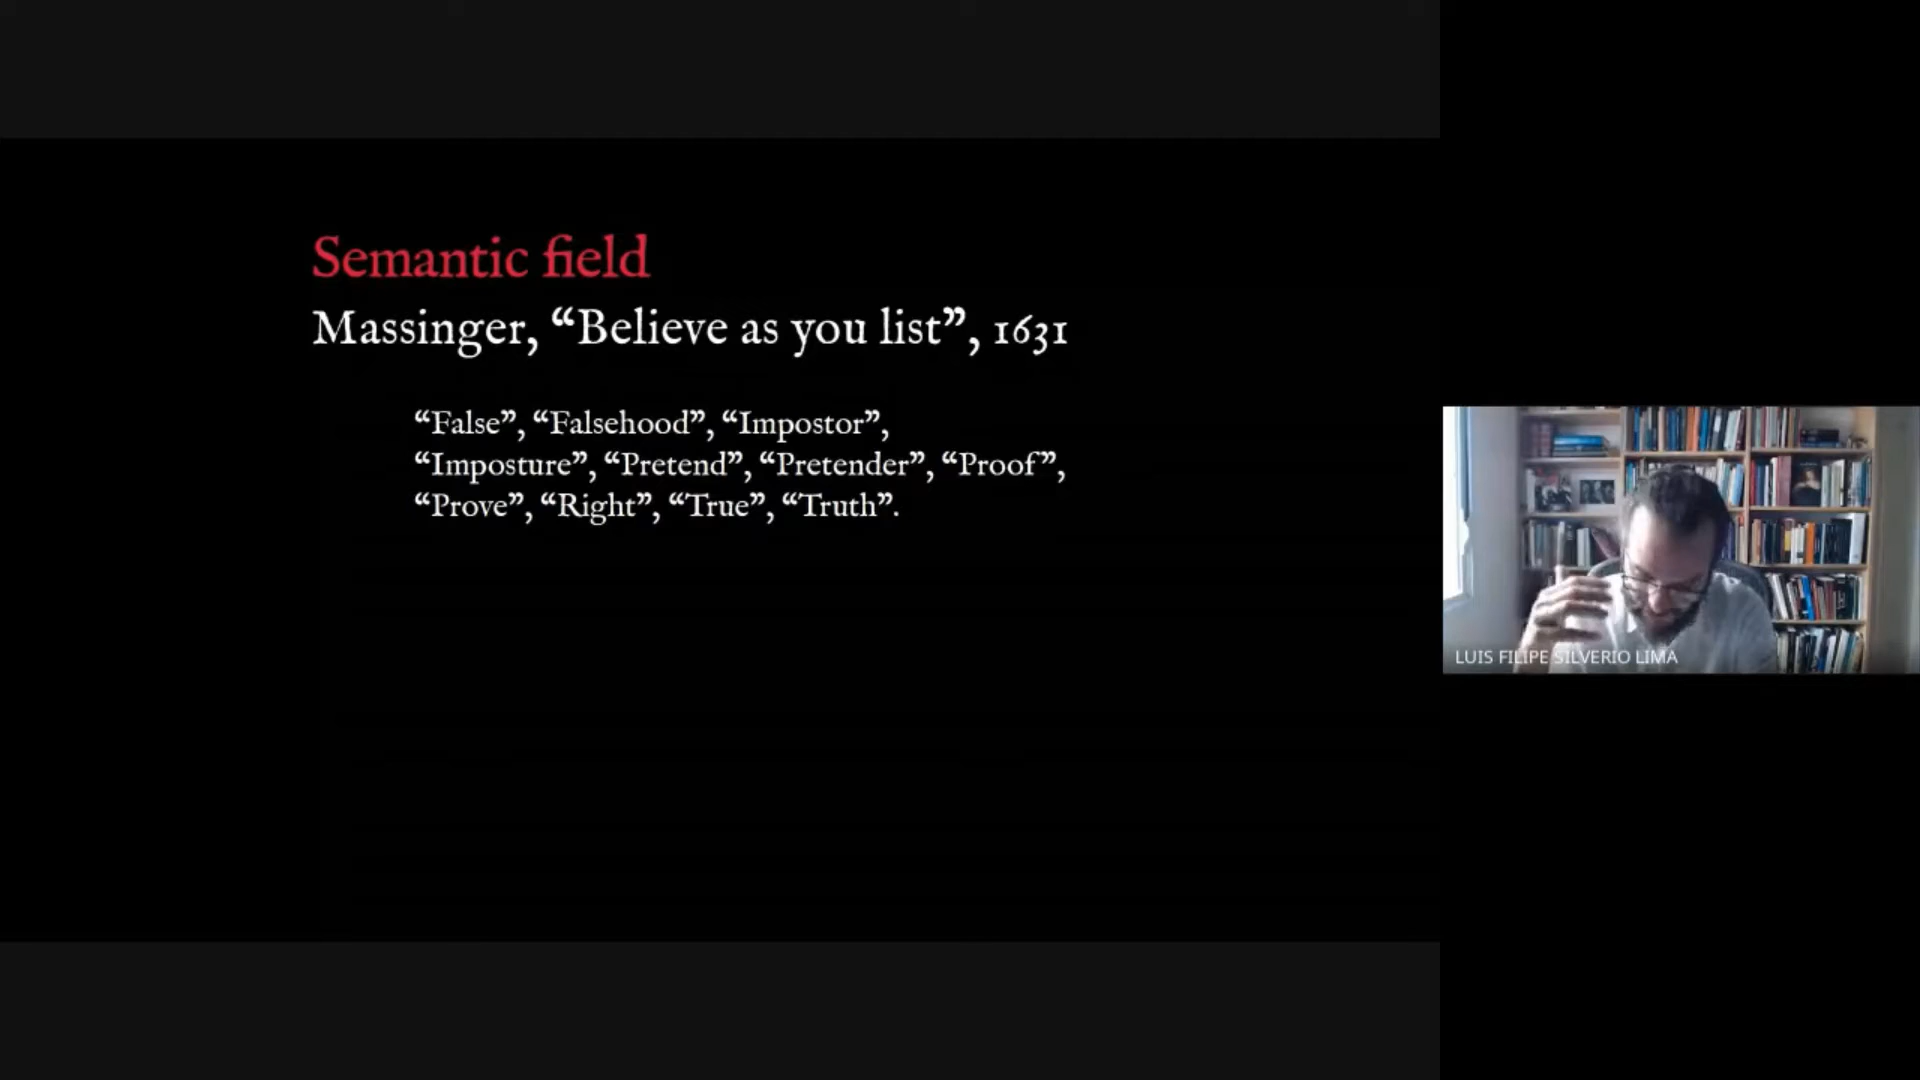 Semantic field
Massinger, “Believe as you list”, 1631
“False”, “Falsehood”, “Impostor”,
“Imposture”, “Pretend”, “Pretender”, “Proof”,
“Prove”, “Right”, “True”, “Truth”.
LUIS FILIPE SILVERIO LIMA